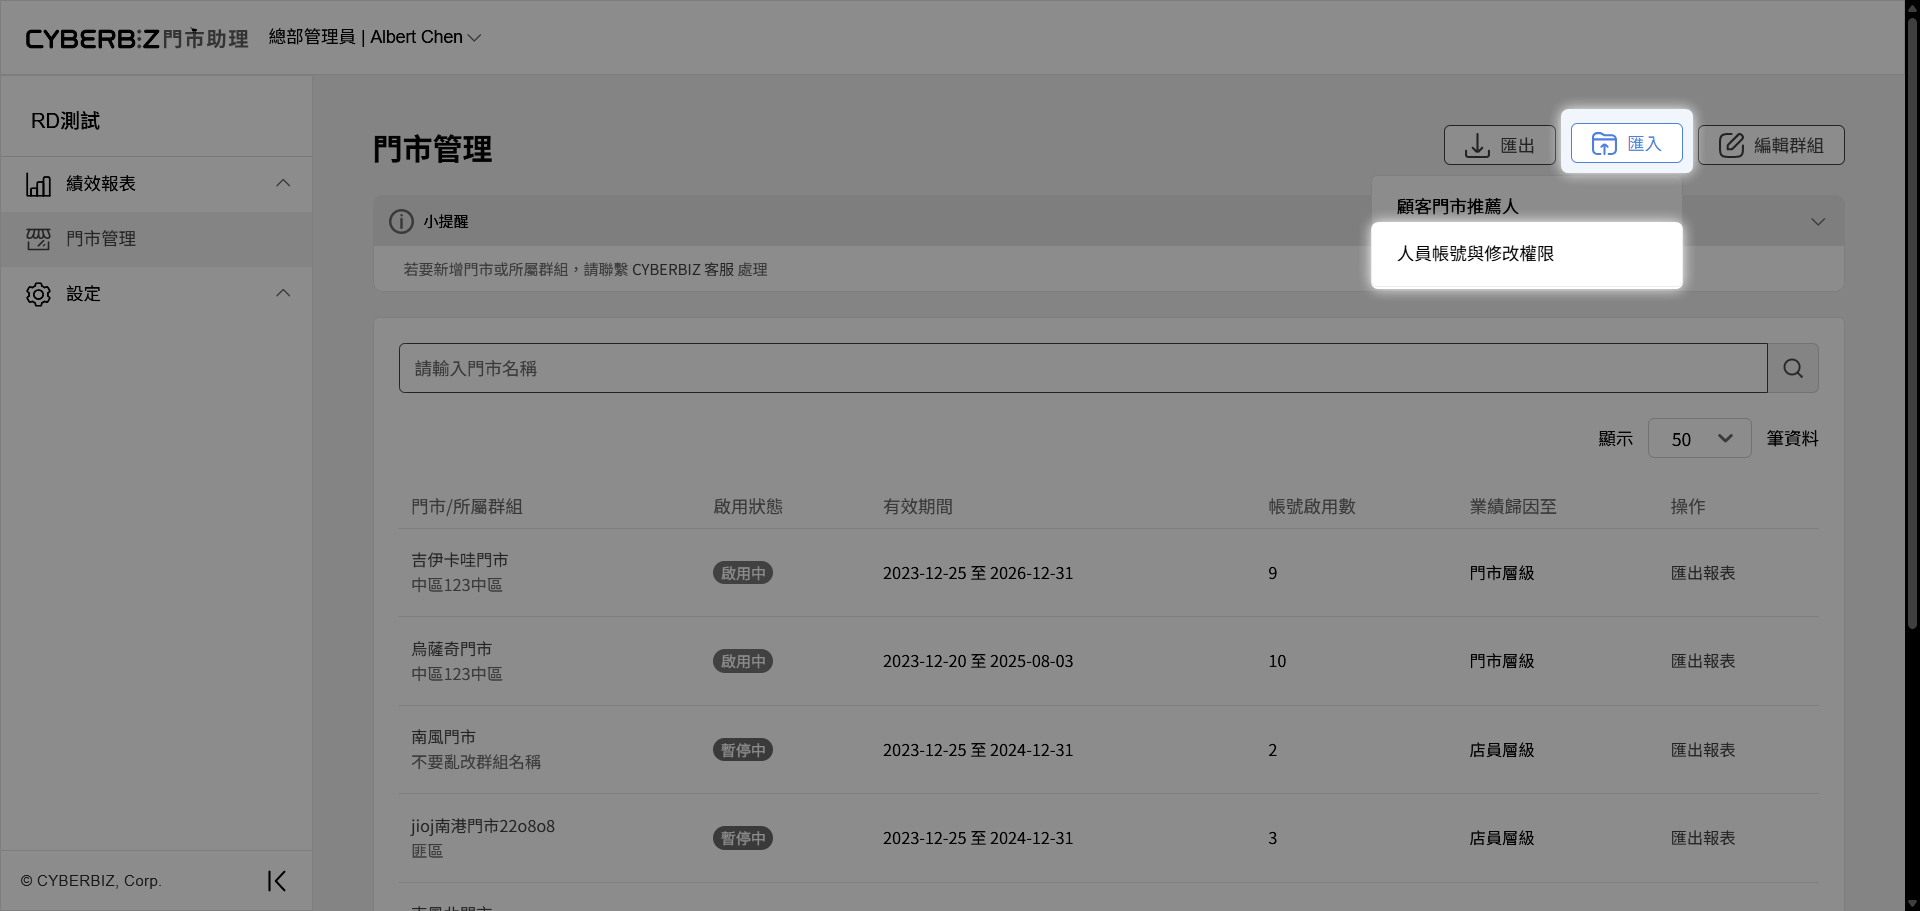 CYBERBIZ門市助理
總部管理員 | Albert Chen
RD測試
績效報表
門市管理
設定
© CYBERBIZ, Corp.
門市管理
匯出
匯入
編輯群組
顧客門市推薦人
人員帳號與修改權限
小提醒
若要新增門市或所屬群組，請聯繫 CYBERBIZ 客服 處理
請輸入門市名稱
顯示 50 筆資料
門市/所屬群組 啟用狀態 有效期間 帳號啟用數 業績歸因至 操作
吉伊卡哇門市
中區123中區
啟用中 2023-12-25 至 2026-12-31 9 門市層級 匯出報表
烏薩奇門市
中區123中區
啟用中 2023-12-20 至 2025-08-03 10 門市層級 匯出報表
南風門市
不要亂改群組名稱
暫停中 2023-12-25 至 2024-12-31 2 店員層級 匯出報表
jioj南港門市22o8o8
匪區
暫停中 2023-12-25 至 2024-12-31 3 店員層級 匯出報表